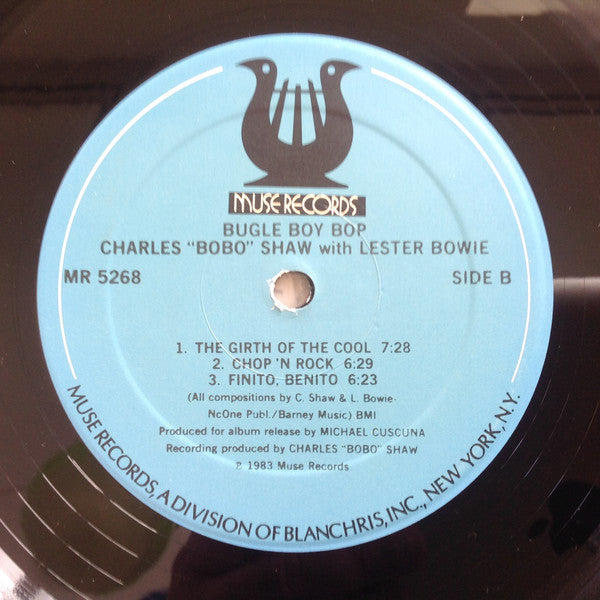 MUSE RECORDS
BUGLE BOY BOP
CHARLES "BOBO" SHAW with LESTER BOWIE
MR 5268 SIDE B
1. THE GIRTH OF THE COOL 7:28
2. CHOP 'N ROCK 6:29
3. FINITO, BENITO 6:23
(All compositions by C. Shaw & L. Bowie-
NcOne Publ./Barney Music) BMI
Produced for album release by MICHAEL CUSCUNA
Recording produced by CHARLES "BOBO" SHAW
℗ 1983 Muse Records
MUSE RECORDS, A DIVISION OF BLANCHRIS, INC., NEW YORK, N.Y.